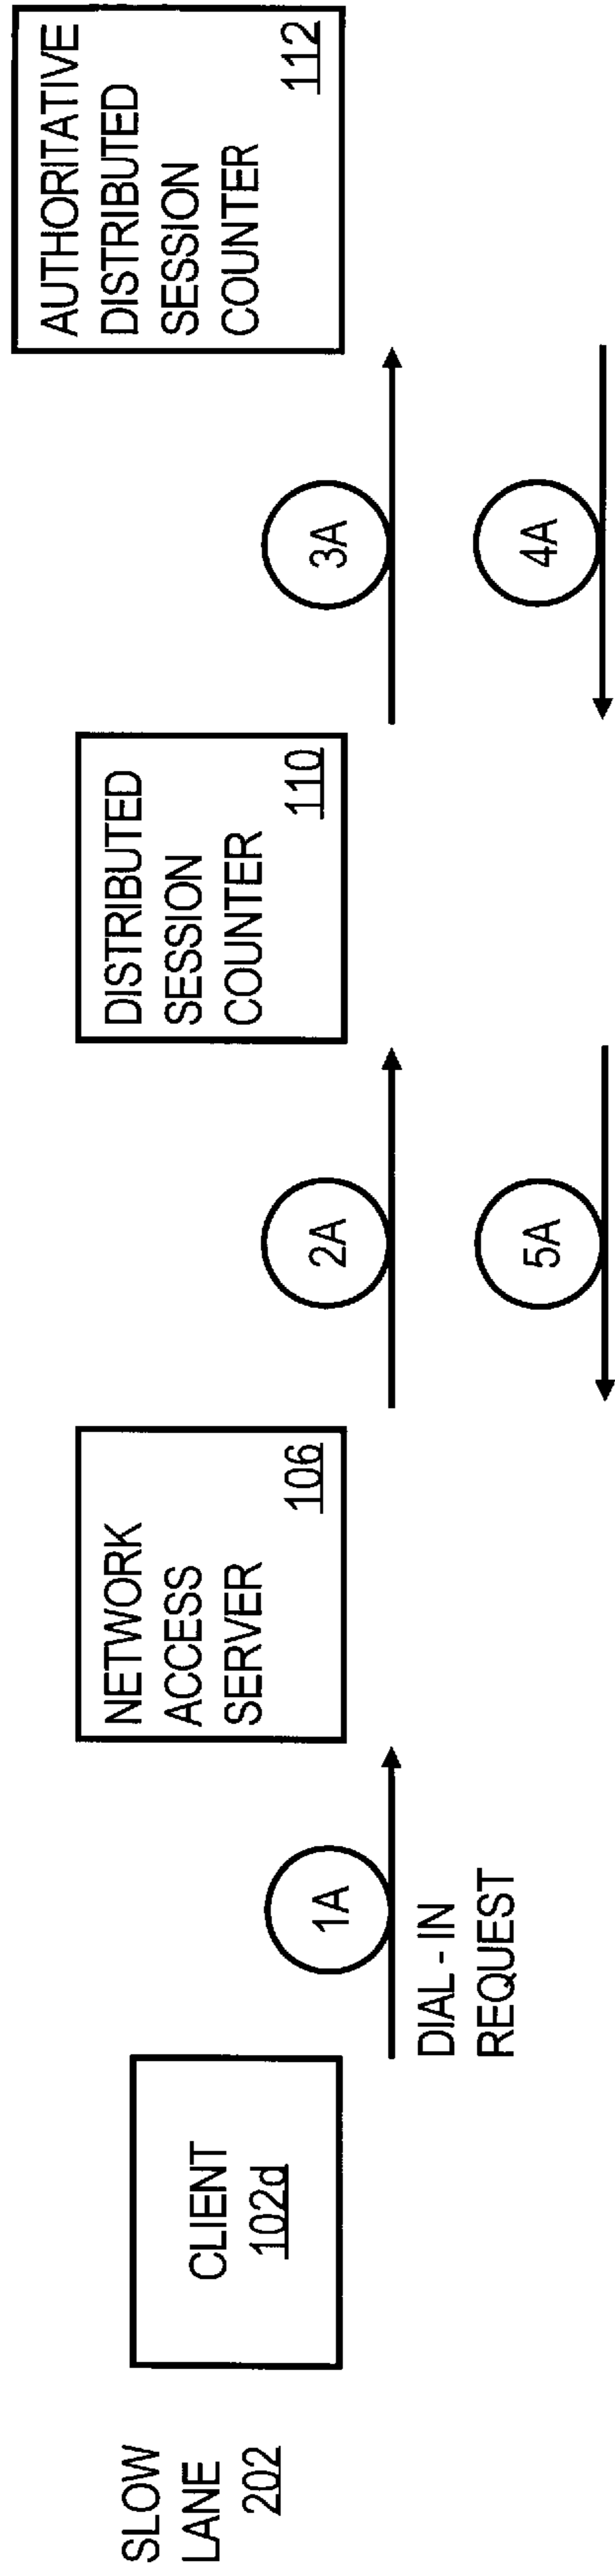 SLOW
LANE
202
CLIENT
102d
1A
DIAL - IN
REQUEST
NETWORK
ACCESS
SERVER
106
2A
5A
DISTRIBUTED
SESSION
COUNTER
110
3A
4A
AUTHORITATIVE
DISTRIBUTED
SESSION
COUNTER
112